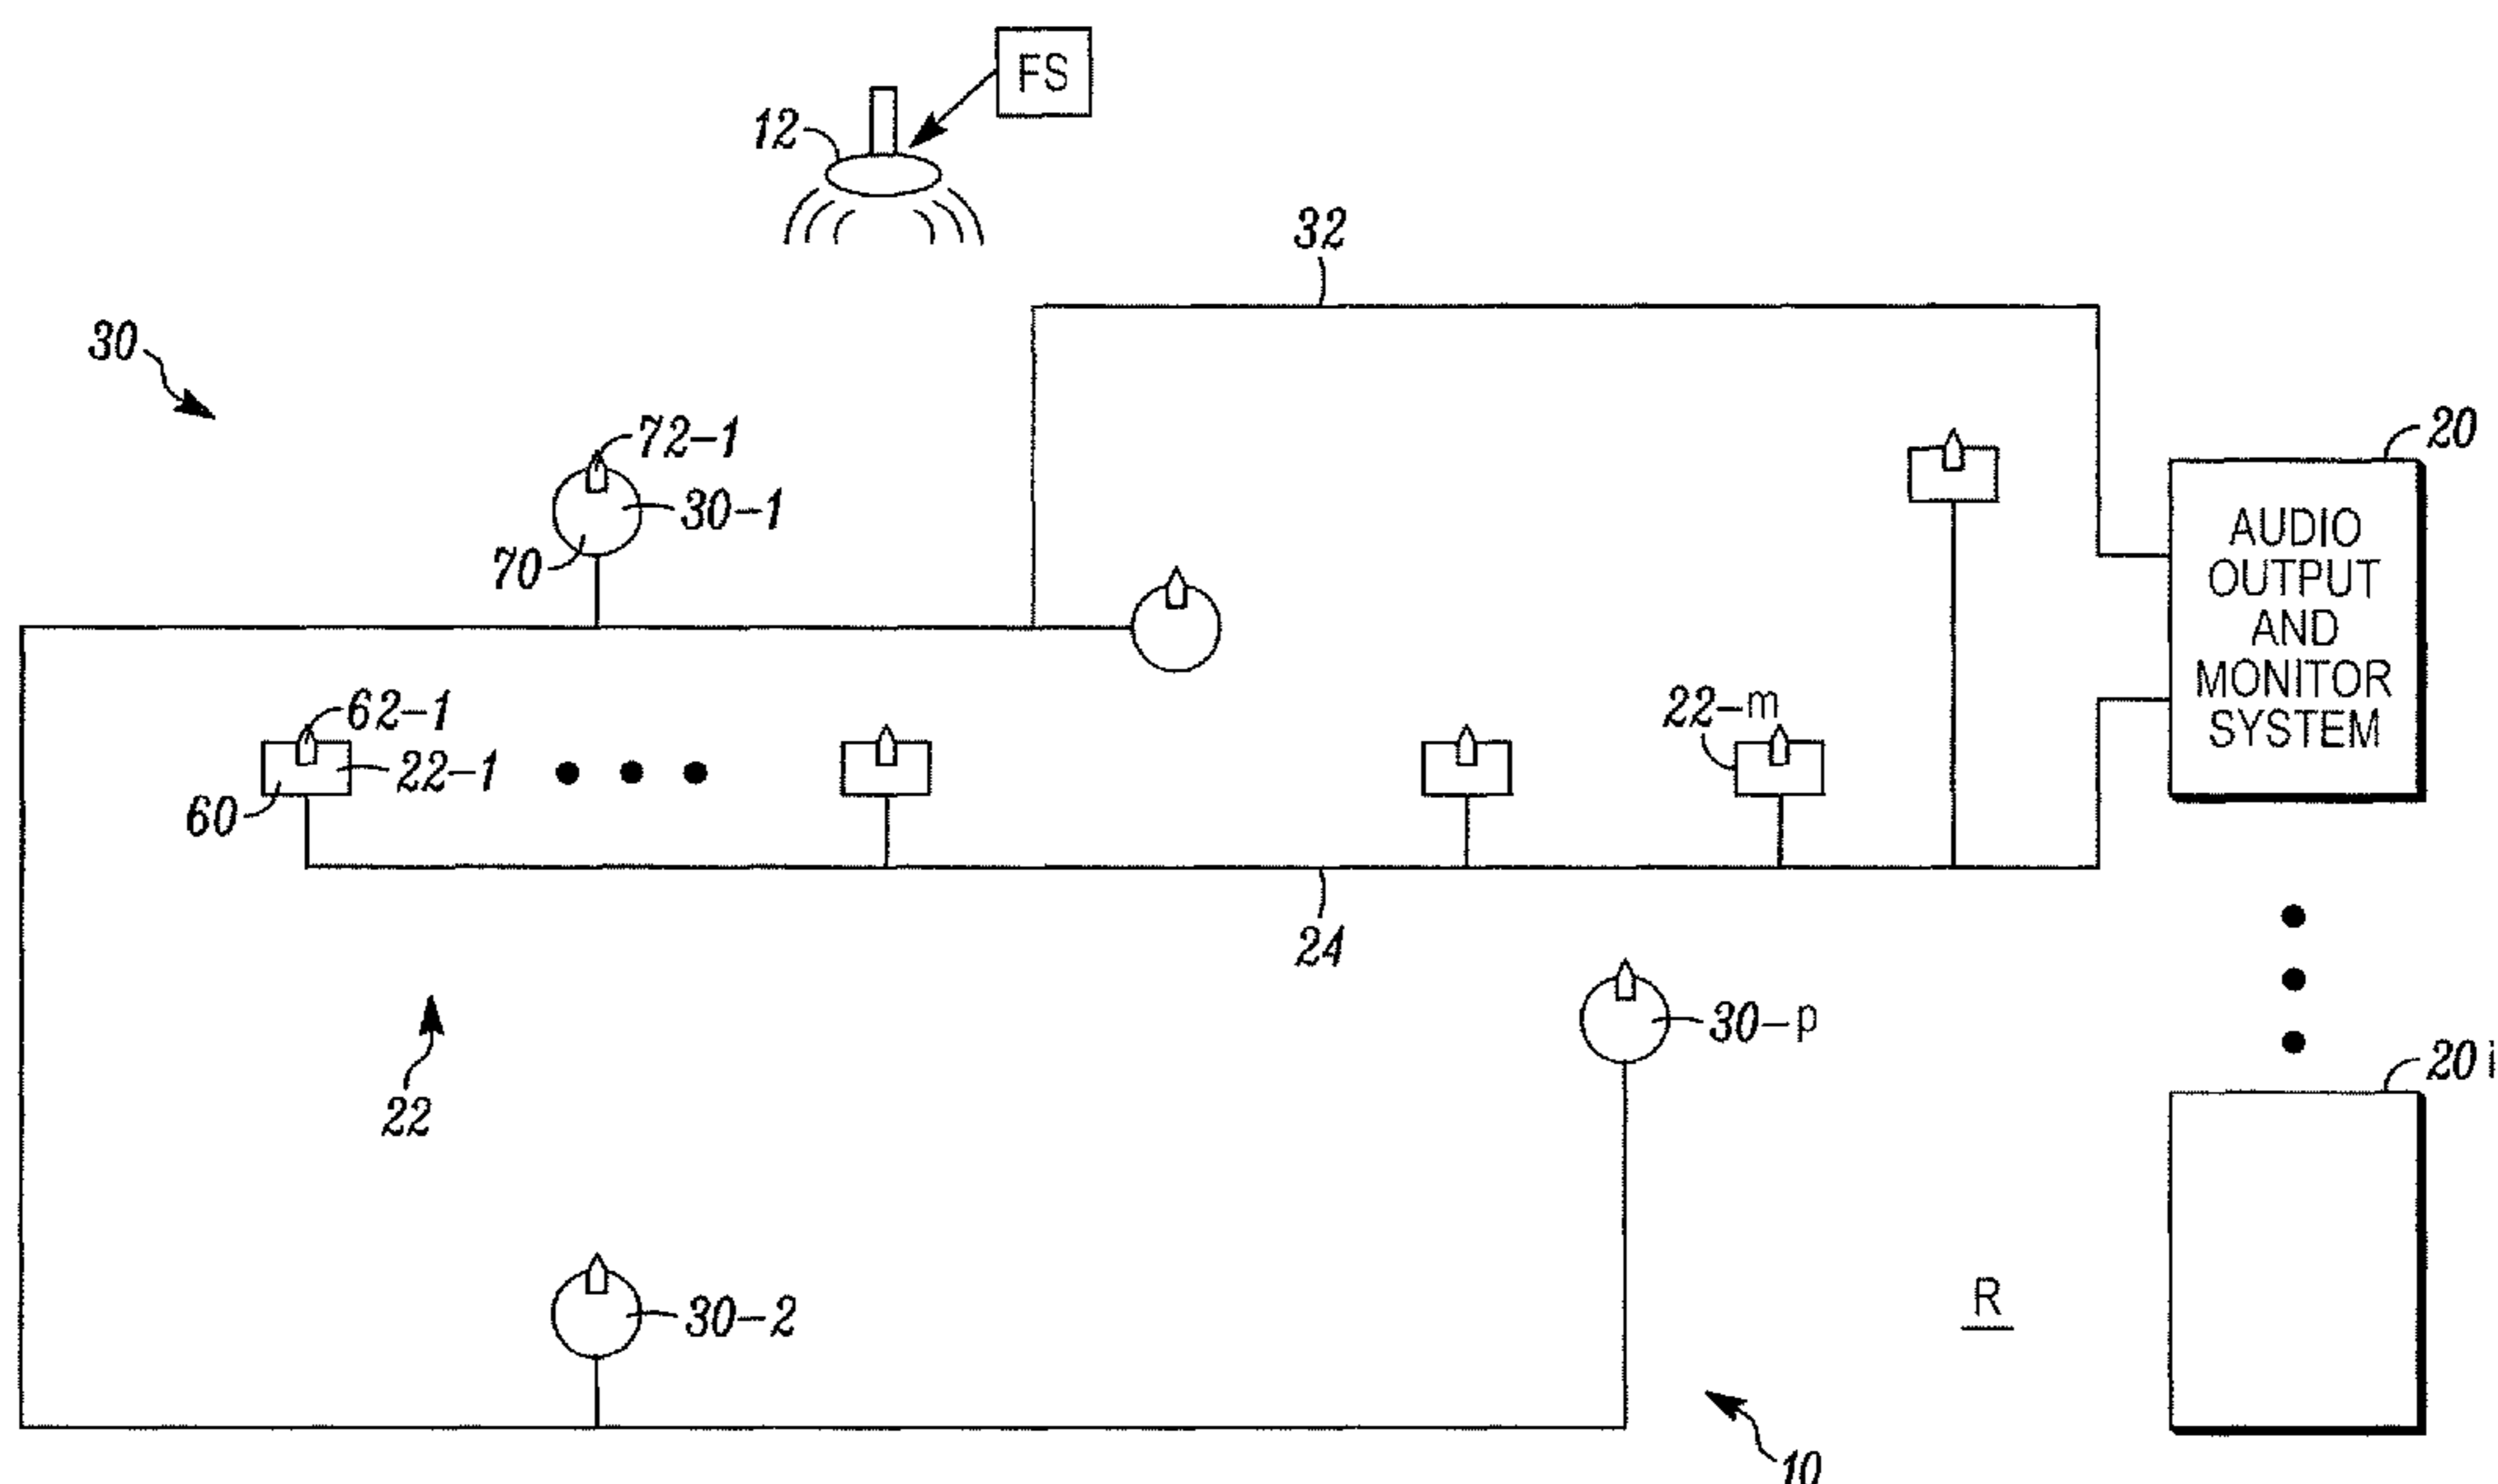 FS
12
32
30
72-1
20
30-1
AUDIO
OUTPUT
AND
MONITOR
SYSTEM
70
62-1
22-m
22-1
60
24
30-p
20i
22
R
30-2
10